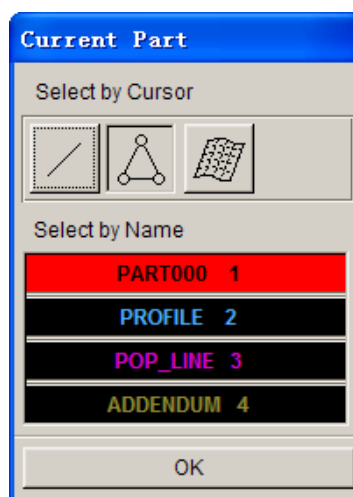 Current Part
Select by Cursor
Select by Name
PART000 1
PROFILE 2
POP_LINE 3
ADDENDUM 4
OK